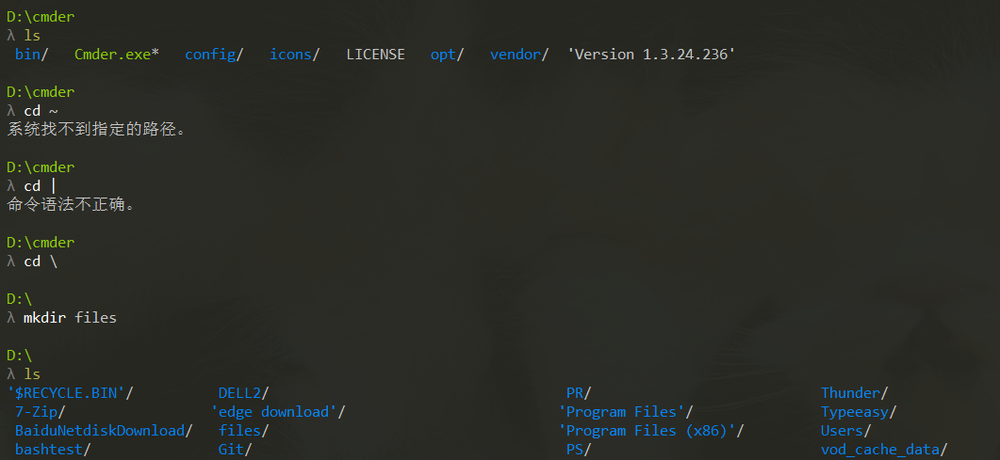 D:\cmder
λ ls
bin/ Cmder.exe* config/ icons/ LICENSE opt/ vendor/ 'Version 1.3.24.236'
D:\cmder
λ cd ~
系统找不到指定的路径。
D:\cmder
λ cd |
命令语法不正确。
D:\cmder
λ cd \
D:\
λ mkdir files
D:\
λ ls
'$RECYCLE.BIN'/ DELL2/ PR/ Thunder/
7-Zip/ 'edge download'/ 'Program Files'/ Typeeasy/
BaiduNetdiskDownload/ files/ 'Program Files (x86)'/ Users/
bashtest/ Git/ PS/ vod_cache_data/